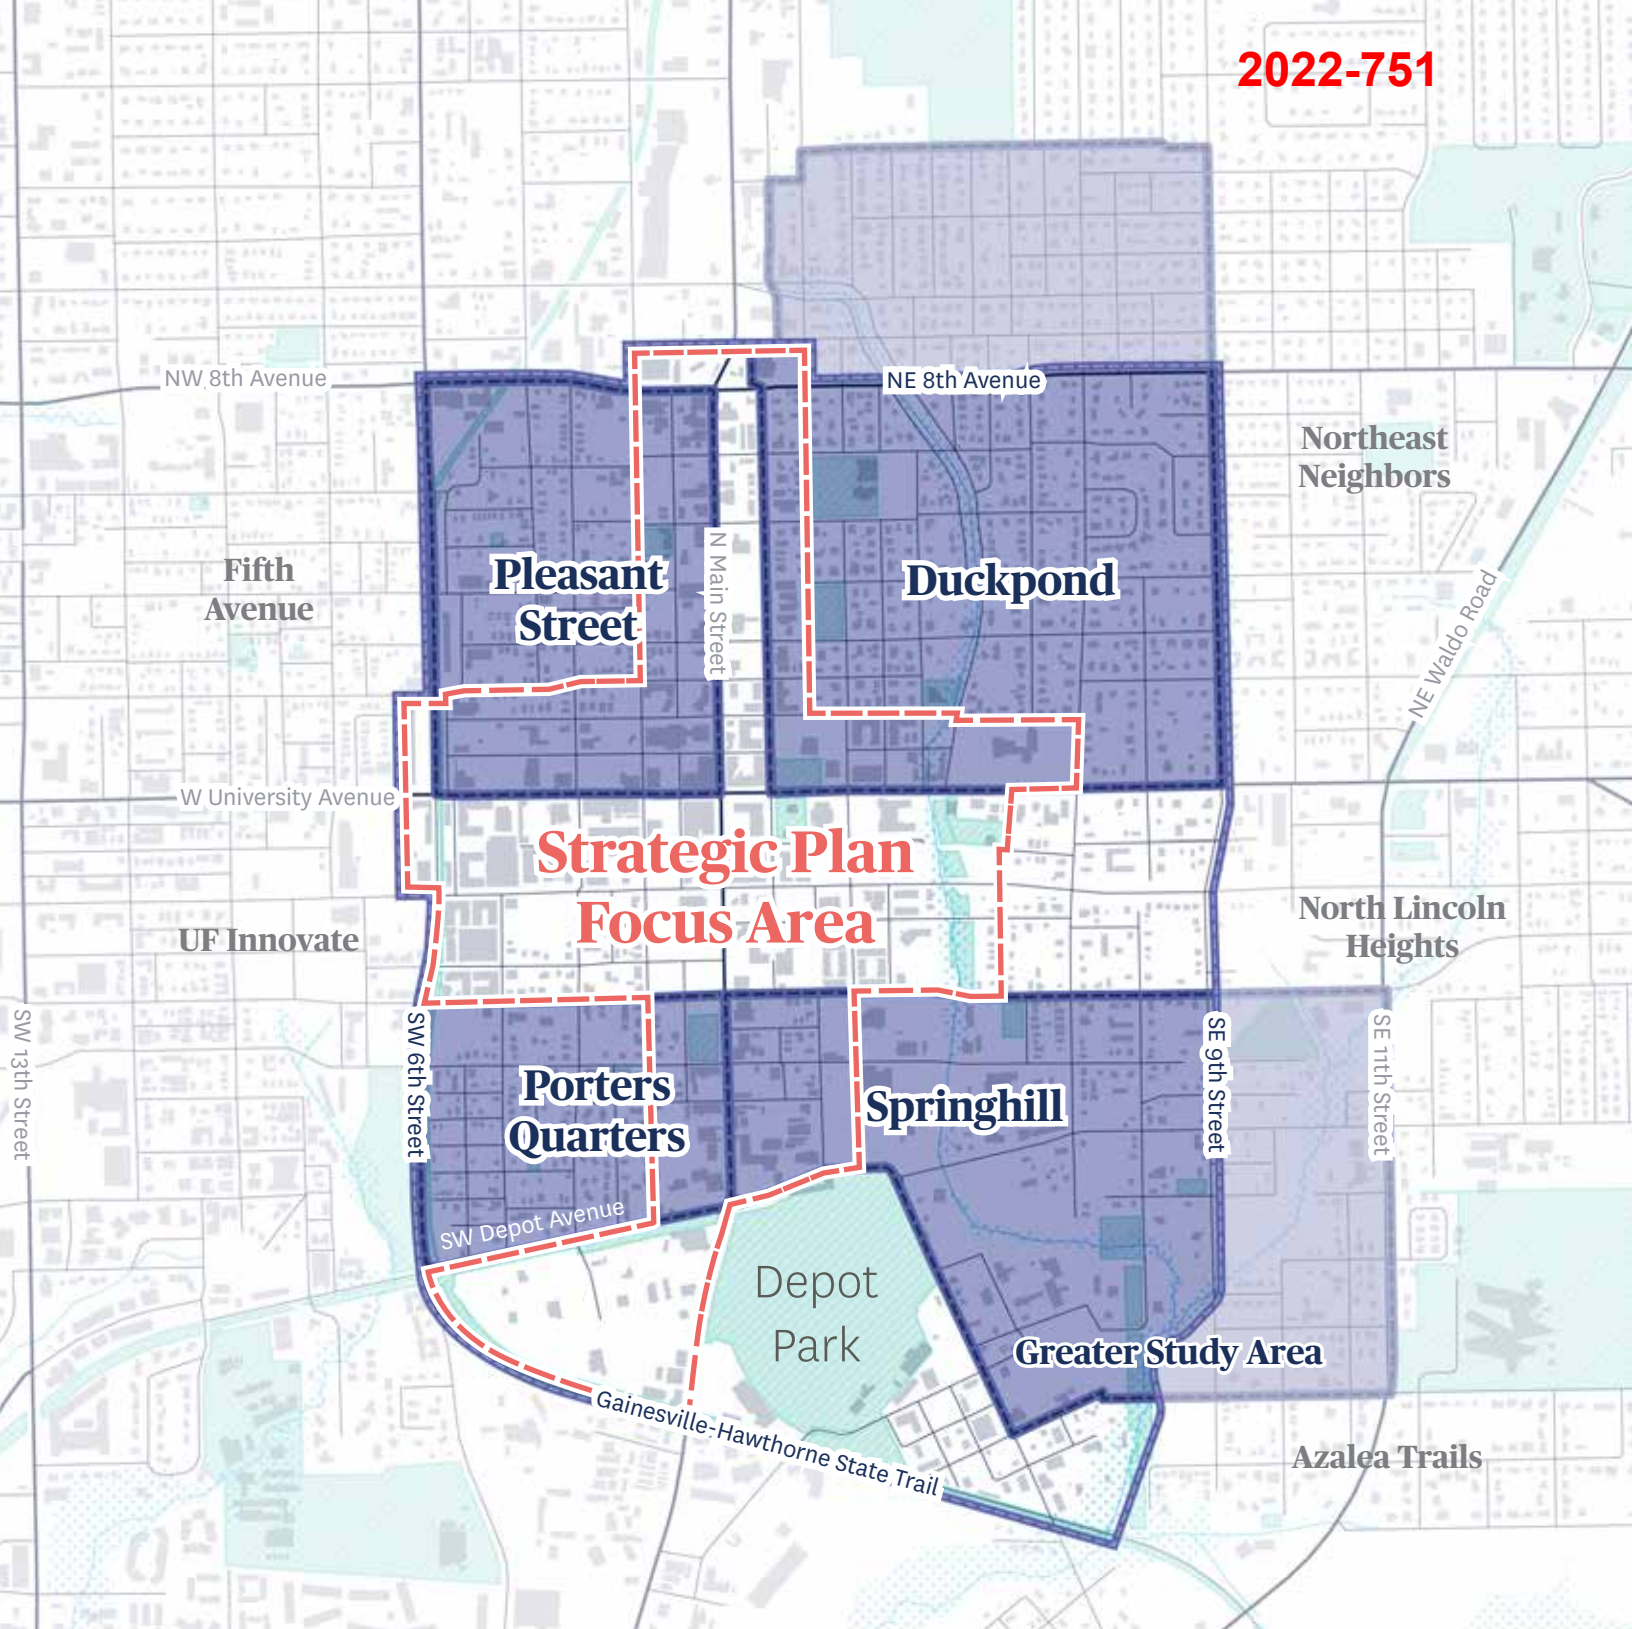 2022-751
NW 8th Avenue
NE 8th Avenue
Northeast
Neighbors
Fifth
Avenue
Pleasant
Street
N Main Street
Duckpond
NE Waldo Road
W University Avenue
Strategic Plan
Focus Area
UF Innovate
North Lincoln
Heights
SW 13th Street
SW 6th Street
Porters
Quarters
Springhill
SE 9th Street
SE 11th Street
SW Depot Avenue
Depot
Park
Greater Study Area
Gainesville-Hawthorne State Trail
Azalea Trails